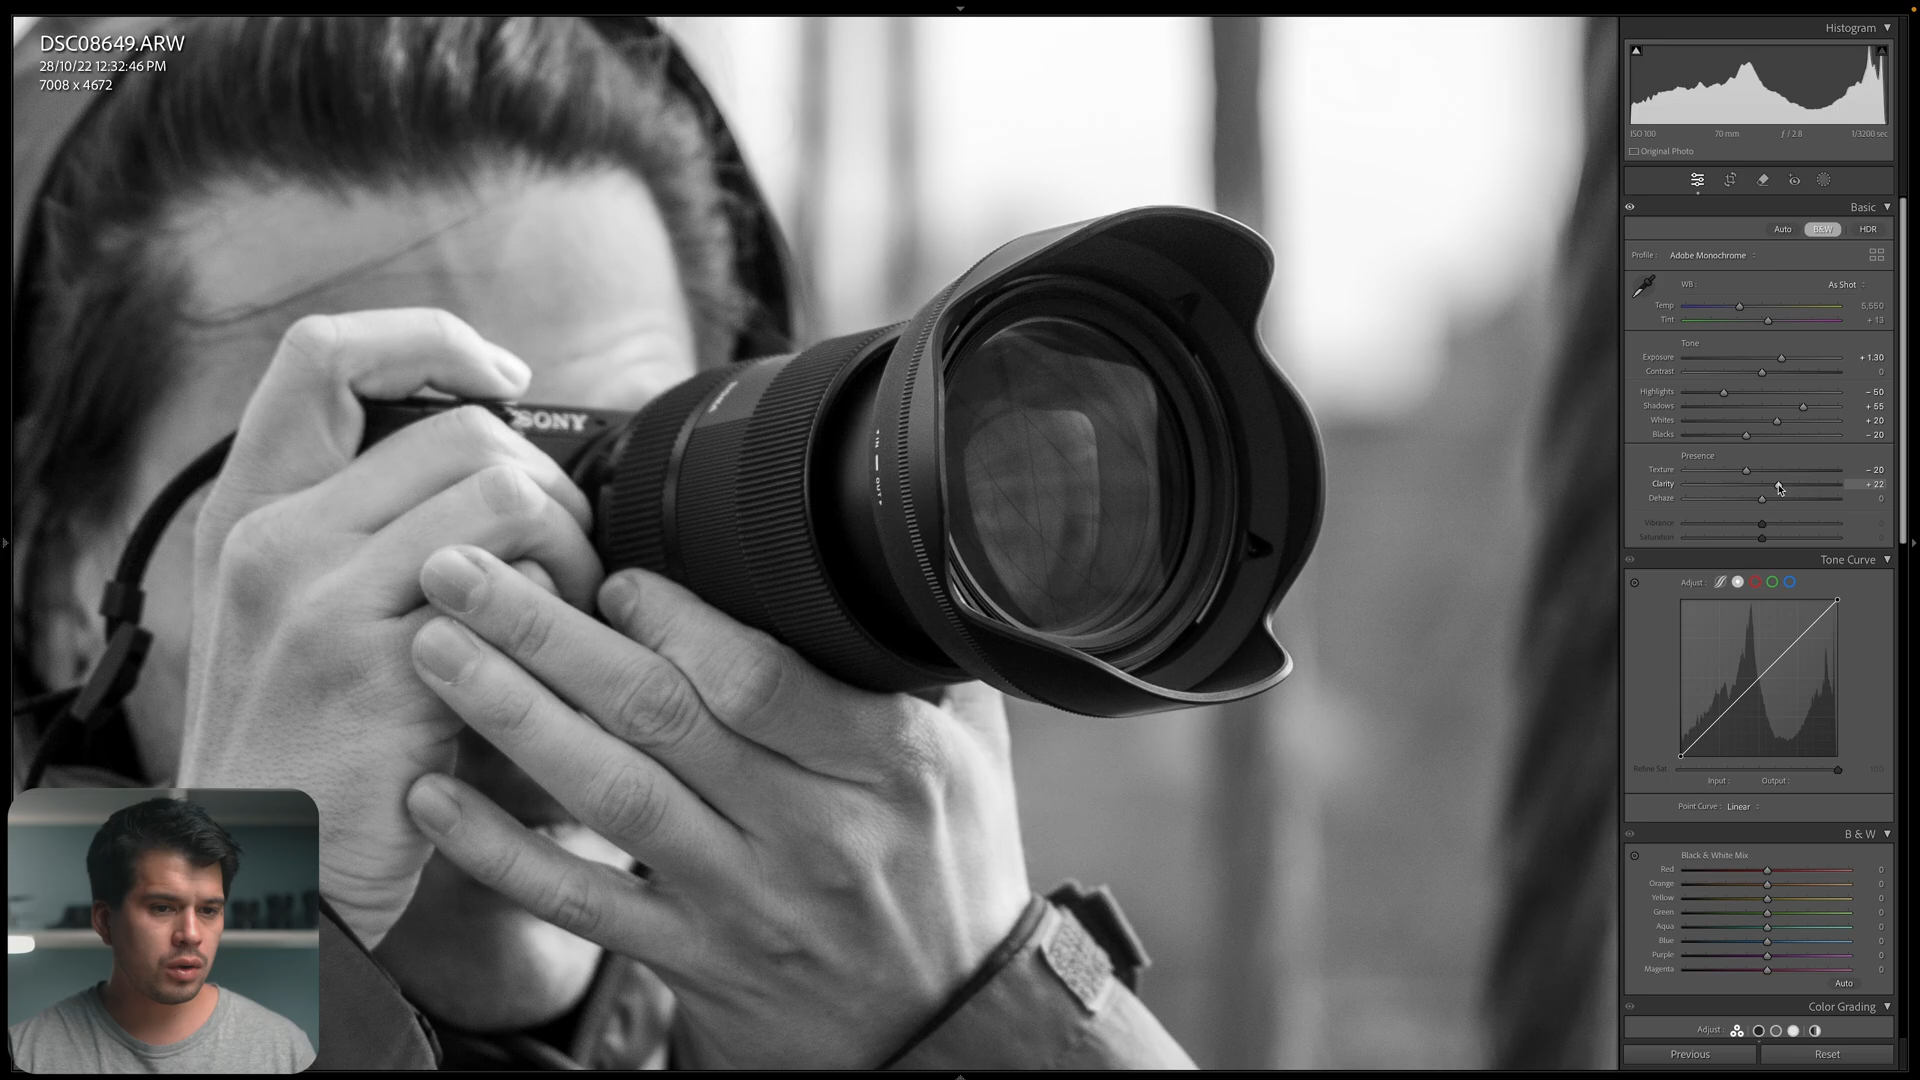 DSC08649.ARW
28/10/22 12:32:46 PM
7008 x 4672
SONY
IN — OUT
Histogram
ISO 100 70 mm ƒ / 2.8 1/3200 sec
Original Photo
Basic
Auto B&W HDR
Profile : Adobe Monochrome
WB : As Shot
Temp 5,550
Tint + 13
Tone
Exposure + 1.30
Contrast 0
Highlights − 50
Shadows + 55
Whites + 20
Blacks − 20
Presence
Texture − 20
Clarity + 22
Dehaze 0
Vibrance 0
Saturation 0
Tone Curve
Adjust :
Refine Sat. 100
Input : Output :
Point Curve : Linear
B & W
Black & White Mix
Red 0
Orange 0
Yellow 0
Green 0
Aqua 0
Blue 0
Purple 0
Magenta 0
Auto
Color Grading
Adjust :
Previous Reset